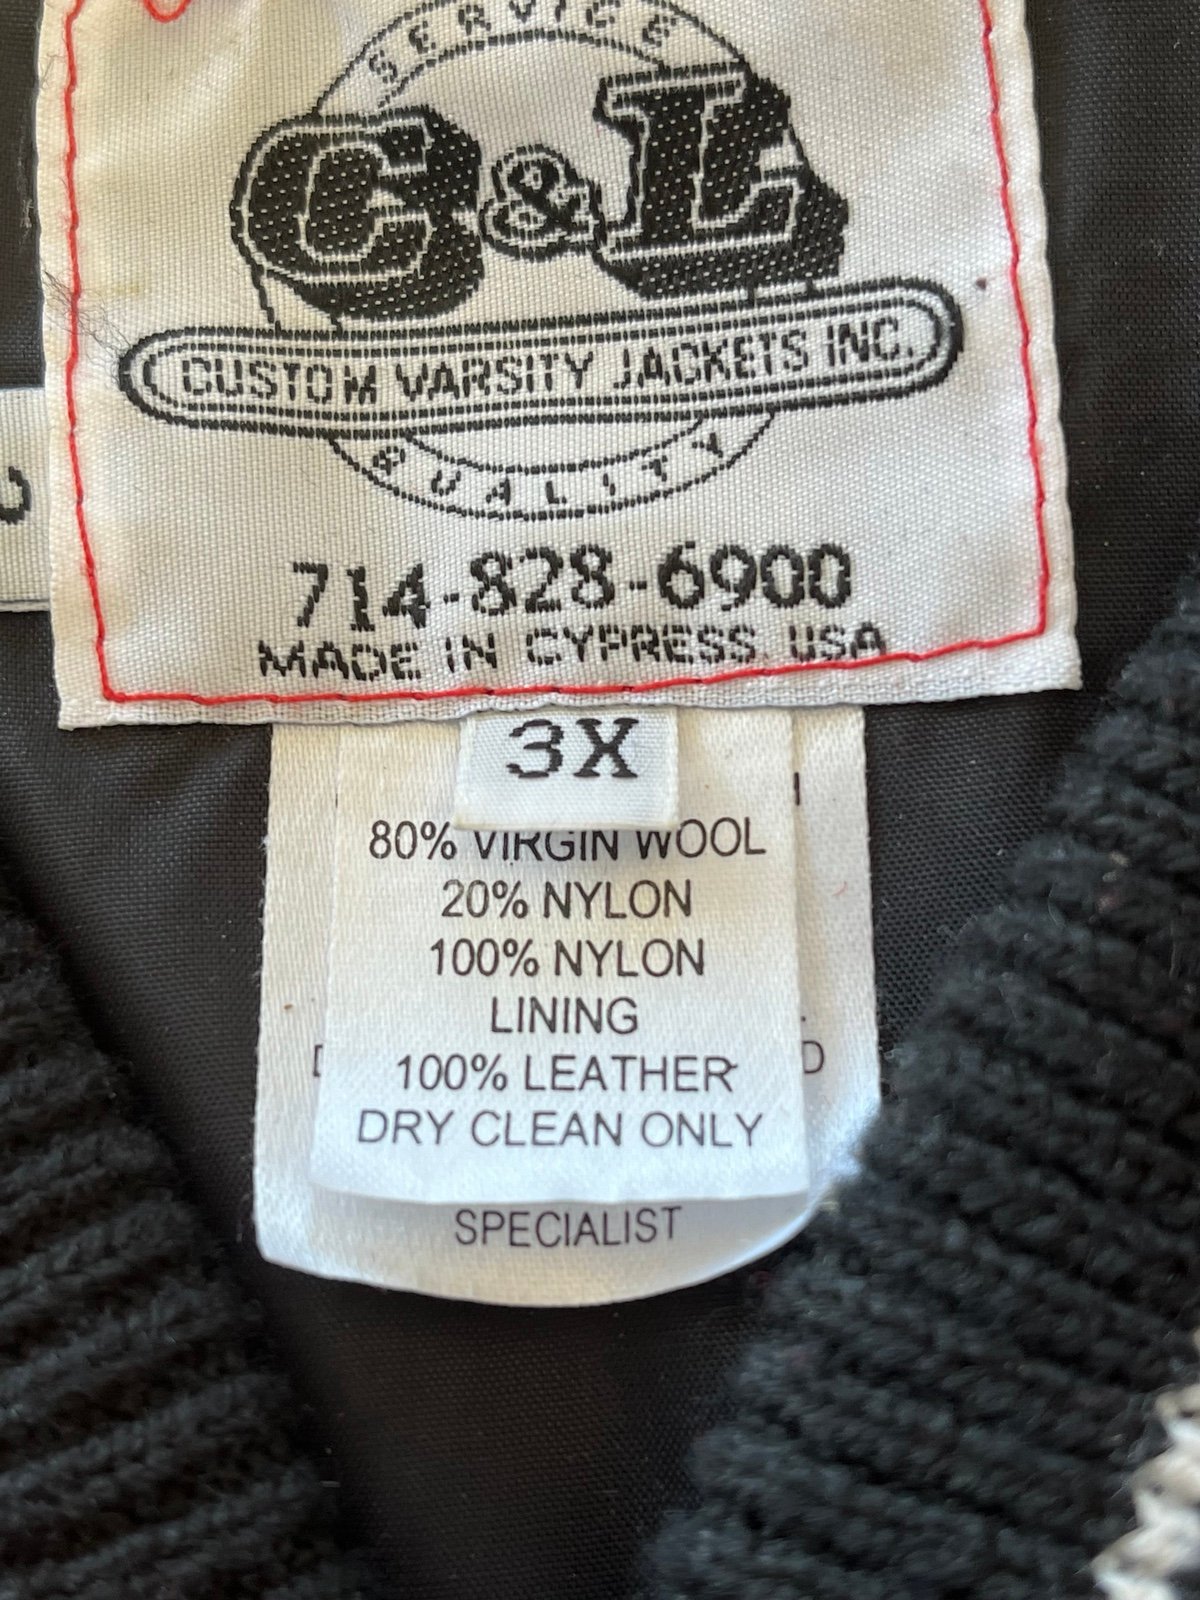 SERVICE
C&L
CUSTOM VARSITY JACKETS INC.
QUALITY
714-828-6900
MADE IN CYPRESS USA
3X
80% VIRGIN WOOL
20% NYLON
100% NYLON
LINING
100% LEATHER
DRY CLEAN ONLY
SPECIALIST